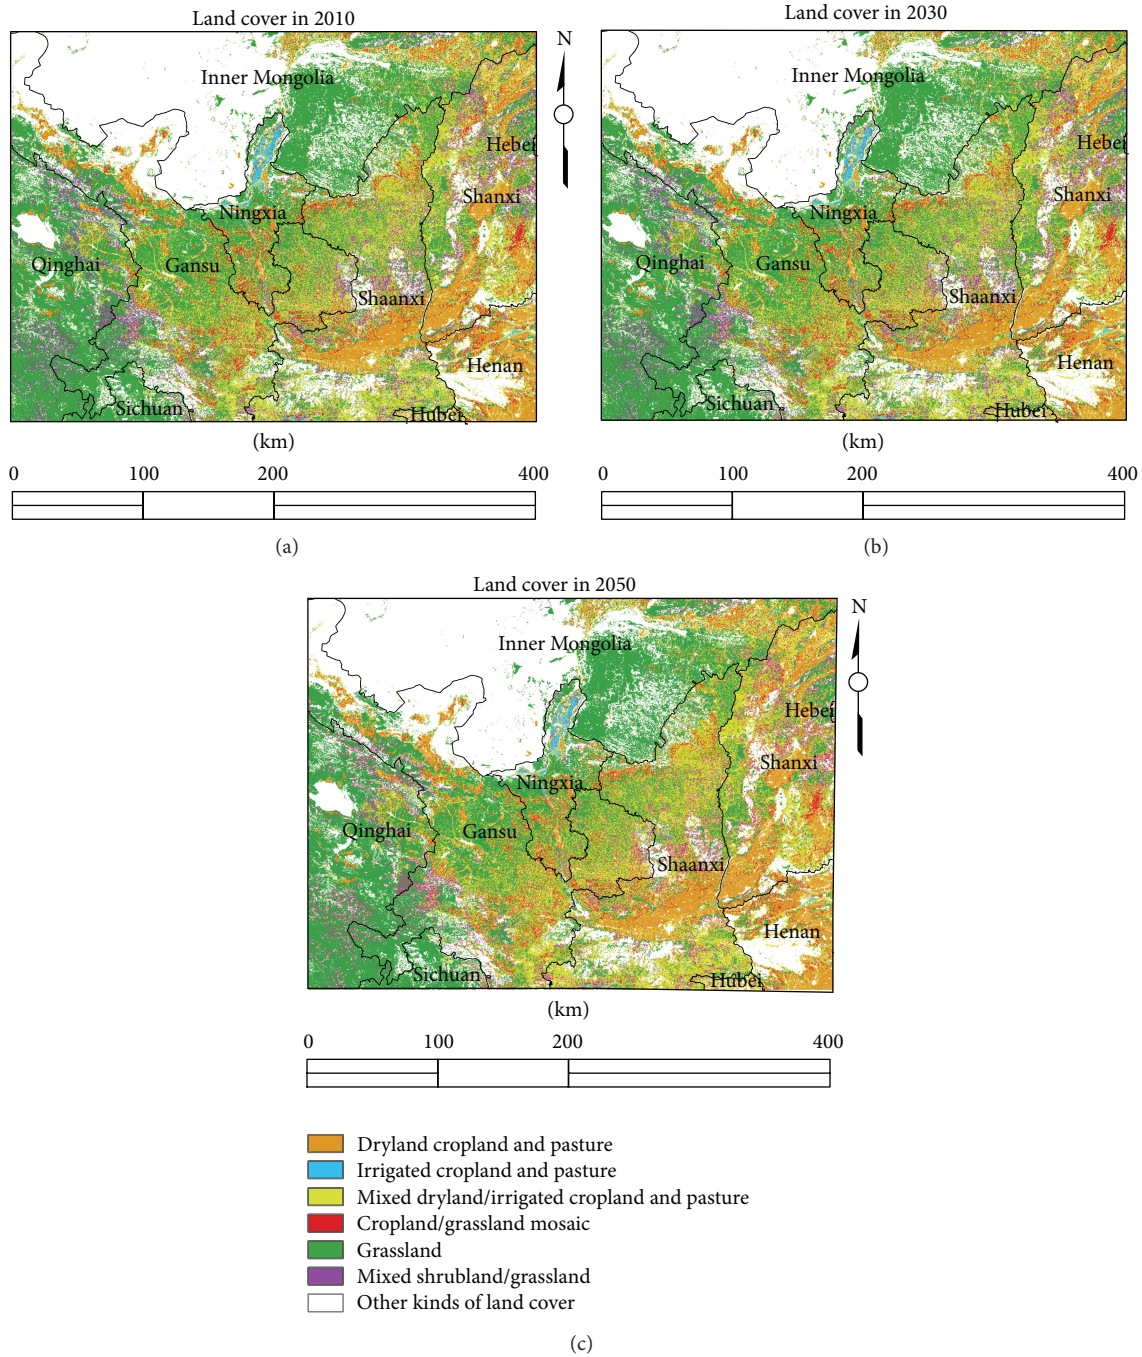 Land cover in 2010
N
Inner Mongolia
Hebei
Shanxi
Ningxia
Qinghai
Gansu
Shaanxi
Henan
Sichuan
Hubei
(km)
0 100 200 400
(a)
Land cover in 2030
Inner Mongolia
Hebei
Shanxi
Ningxia
Qinghai
Gansu
Shaanxi
Henan
Sichuan
Hubei
(km)
0 100 200 400
(b)
Land cover in 2050
N
Inner Mongolia
Hebei
Shanxi
Ningxia
Qinghai
Gansu
Shaanxi
Henan
Sichuan
Hubei
(km)
0 100 200 400
Dryland cropland and pasture
Irrigated cropland and pasture
Mixed dryland/irrigated cropland and pasture
Cropland/grassland mosaic
Grassland
Mixed shrubland/grassland
Other kinds of land cover
(c)